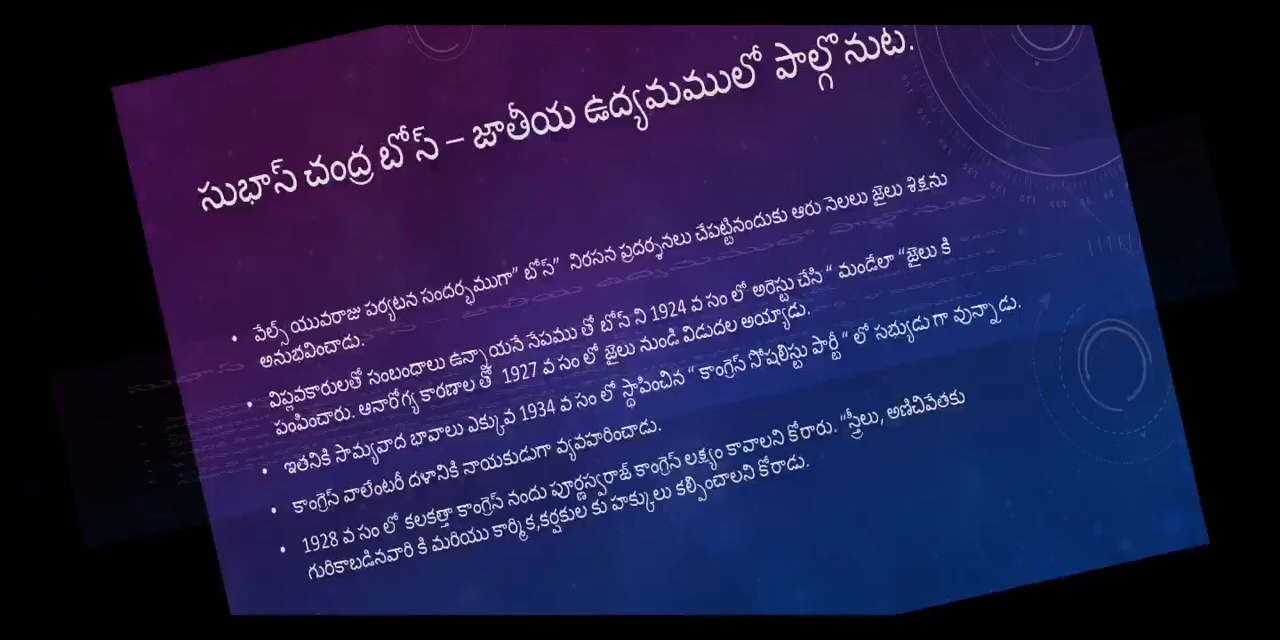 సుభాస్ చంద్ర బోస్ – జాతీయ ఉద్యమములో పాల్గొనుట.
• వేల్స్ యువరాజు పర్యటన సందర్భముగా” బోస్” నిరసన ప్రదర్శనలు చేపట్టినందుకు ఆరు నెలలు జైలు శిక్షను
అనుభవించాడు.
• విప్లవకారులతో సంబందాలు ఉన్నాయనే నేపము తో బోస్ ని 1924 వ సం లో అరెస్టు చేసి “ మండేలా “జైలు కి
పంపించారు. ఆనారోగ్య కారణాల తో 1927 వ సం లో జైలు నుండి విడుదల అయ్యాడు.
• ఇతనికి సామ్యవాద భావాలు ఎక్కువ 1934 వ సం లో స్థాపించిన “ కాంగ్రెస్ సోషలిస్టు పార్టీ “ లో సభ్యుడు గా వున్నాడు.
• కాంగ్రెస్ వాలేంటరీ దళానికి నాయకుడుగా వ్యవహరించాడు.
• 1928 వ సం లో కలకత్తా కాంగ్రెస్ నందు పూర్ణస్వరాజ్ కాంగ్రెస్ లక్ష్యం కావాలని కోరారు. “స్త్రీలు, అణిచివేతకు
గురికాబడినవారి కి మరియు కార్మిక,కర్షకుల కు హక్కులు కల్పించాలని కోరాడు.